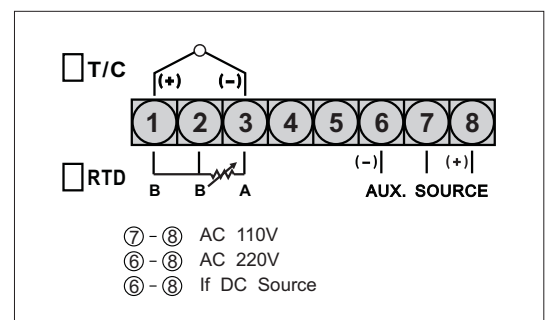 T/C
(+) (-)
1 2 3 4 5 6 7 8
(-) (+)
RTD B B A AUX. SOURCE
⑦-⑧ AC 110V
⑥-⑧ AC 220V
⑥-⑧ If DC Source